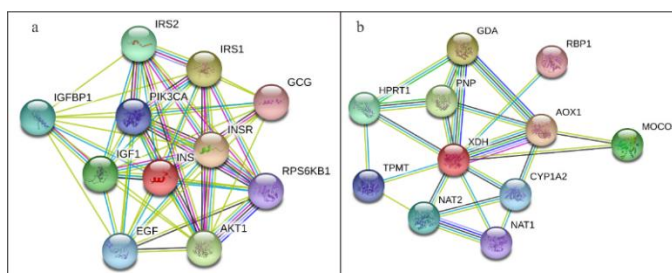 a
IRS2
IRS1
GCG
IGFBP1
PIK3CA
INSR
IGF1
INS
RPS6KB1
EGF
AKT1
b
GDA
RBP1
HPRT1
PNP
AOX1
MOCO
XDH
TPMT
CYP1A2
NAT2
NAT1